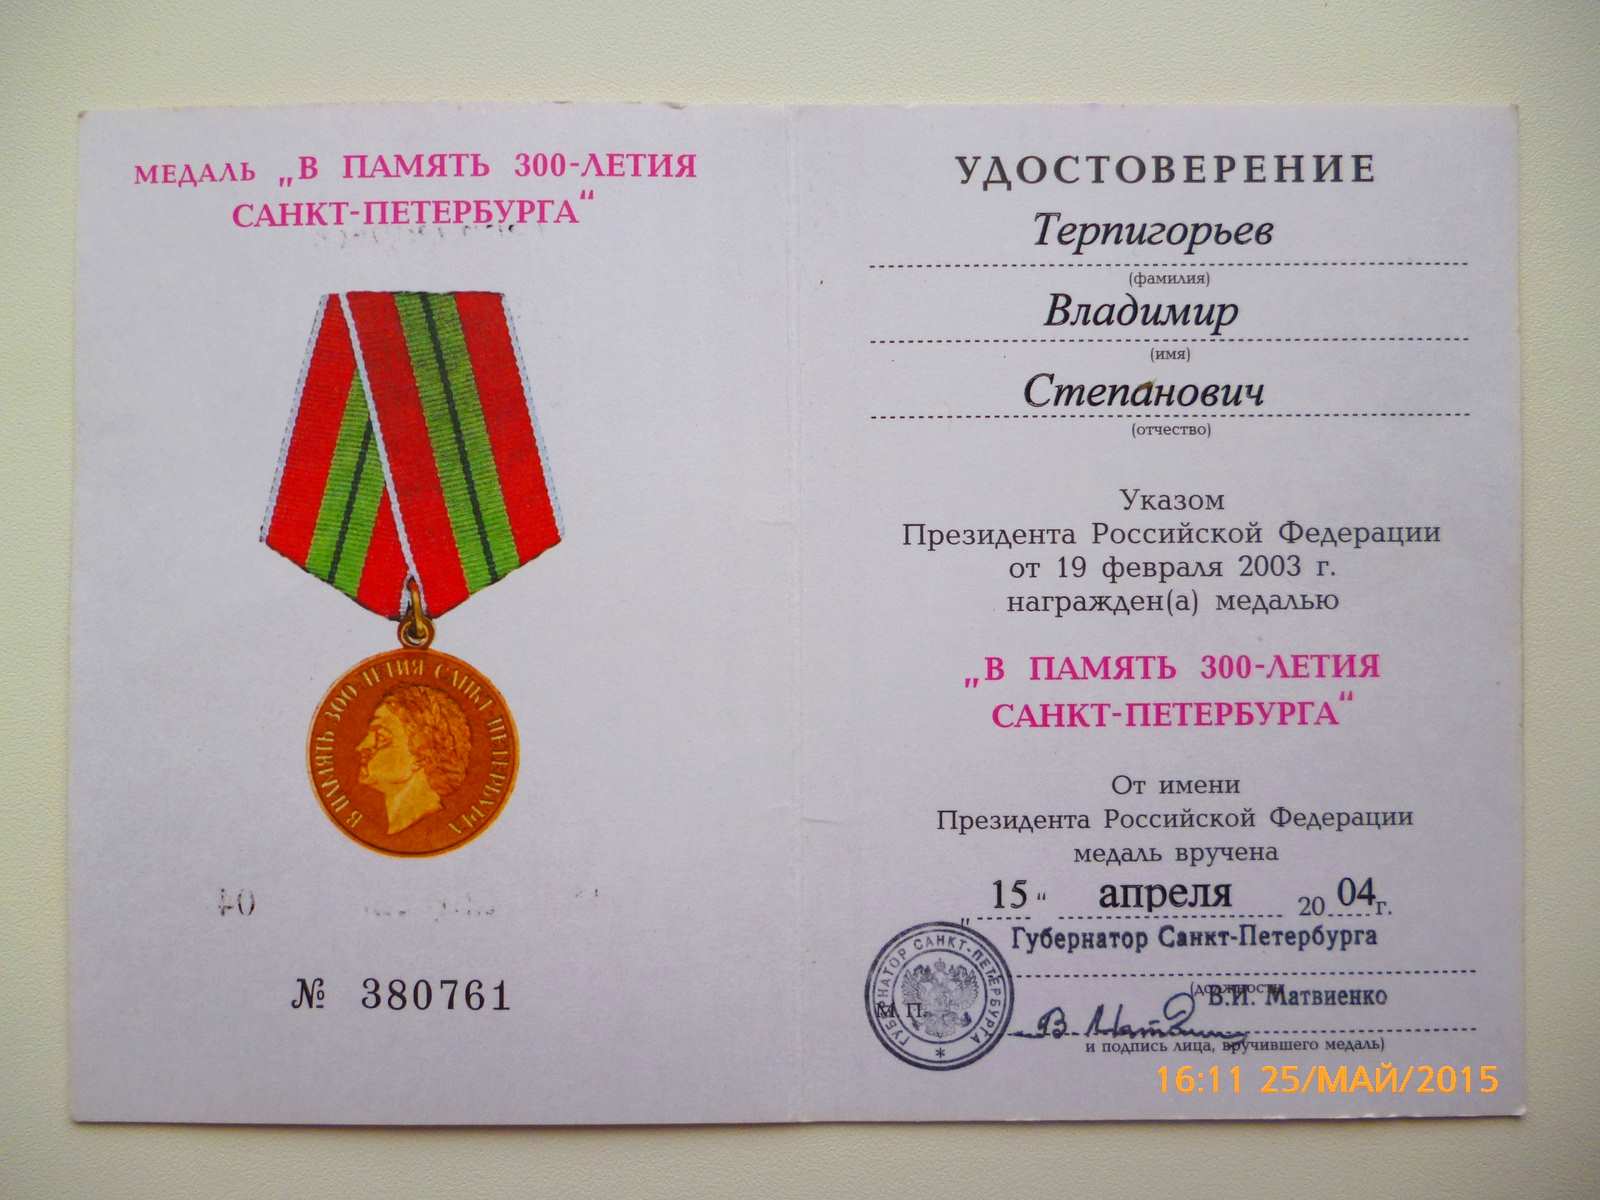 МЕДАЛЬ „В ПАМЯТЬ 300-ЛЕТИЯ
САНКТ-ПЕТЕРБУРГА“
В ПАМЯТЬ 300-ЛЕТИЯ САНКТ-ПЕТЕРБУРГА
№ 380761
УДОСТОВЕРЕНИЕ
Терпигорьев
(фамилия)
Владимир
(имя)
Степанович
(отчество)
Указом
Президента Российской Федерации
от 19 февраля 2003 г.
награжден(а) медалью
„В ПАМЯТЬ 300-ЛЕТИЯ
САНКТ-ПЕТЕРБУРГА“
От имени
Президента Российской Федерации
медаль вручена
„15“ апреля 2004г.
Губернатор Санкт-Петербурга
(должность
В.И. Матвиенко
М.П.
и подпись лица, вручившего медаль)
ГУБЕРНАТОР САНКТ-ПЕТЕРБУРГА
16:11 25/МАЙ/2015